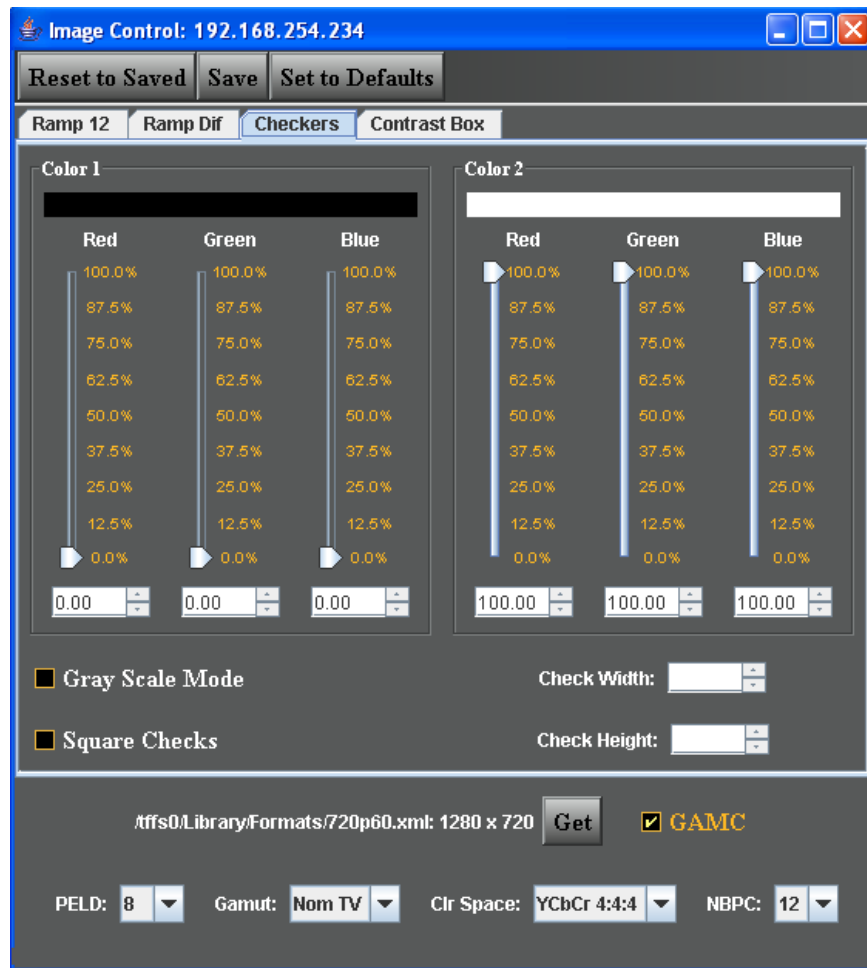 Image Control: 192.168.254.234
Reset to Saved Save Set to Defaults
Ramp 12 Ramp Dif Checkers Contrast Box
Color 1 Color 2
Red Green Blue Red Green Blue
100.0% 100.0% 100.0% 100.0% 100.0% 100.0%
87.5% 87.5% 87.5% 87.5% 87.5% 87.5%
75.0% 75.0% 75.0% 75.0% 75.0% 75.0%
62.5% 62.5% 62.5% 62.5% 62.5% 62.5%
50.0% 50.0% 50.0% 50.0% 50.0% 50.0%
37.5% 37.5% 37.5% 37.5% 37.5% 37.5%
25.0% 25.0% 25.0% 25.0% 25.0% 25.0%
12.5% 12.5% 12.5% 12.5% 12.5% 12.5%
0.0% 0.0% 0.0% 0.0% 0.0% 0.0%
0.00 0.00 0.00 100.00 100.00 100.00
Gray Scale Mode Check Width:
Square Checks Check Height:
/tffs0/Library/Formats/720p60.xml: 1280 x 720 Get GAMC
PELD: 8 Gamut: Nom TV Clr Space: YCbCr 4:4:4 NBPC: 12